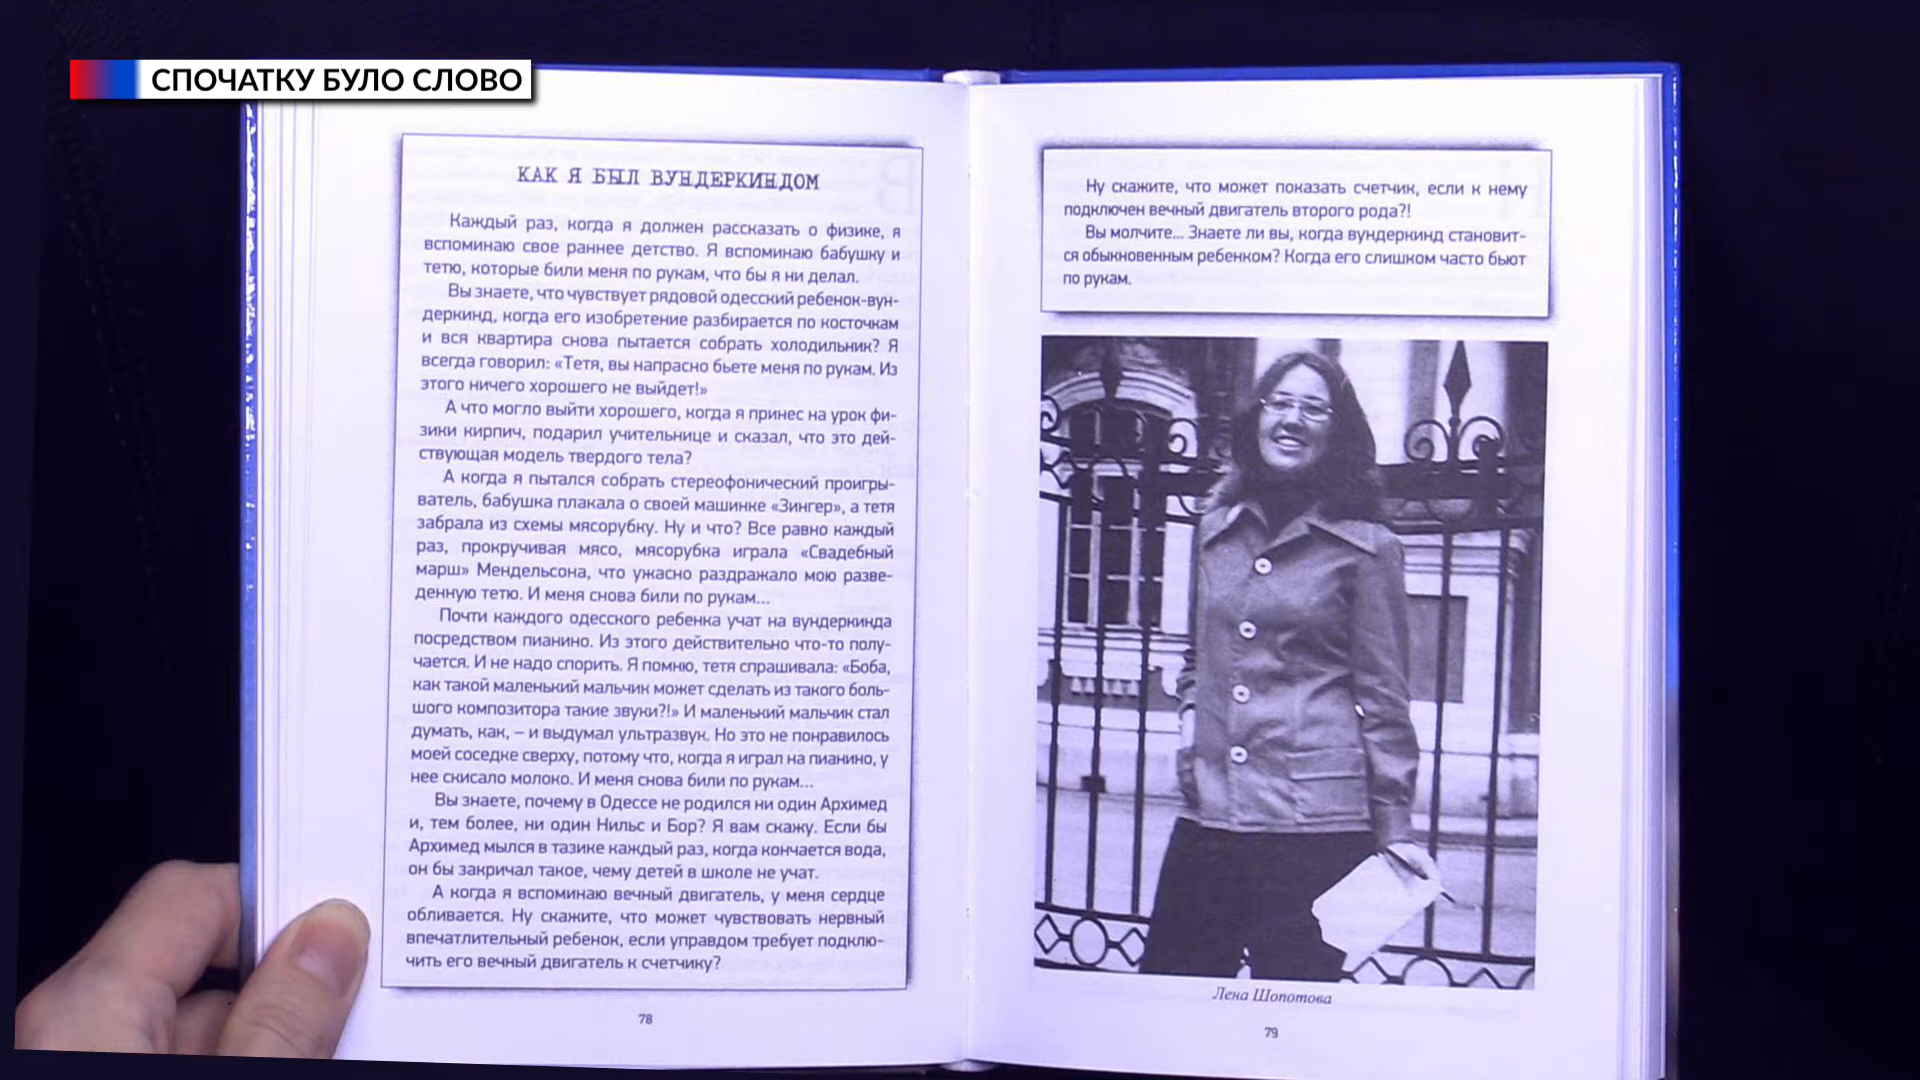 СПОЧАТКУ БУЛО СЛОВО
КАК Я БЫЛ ВУНДЕРКИНДОМ
Каждый раз, когда я должен рассказать о физике, я
вспоминаю свое раннее детство. Я вспоминаю бабушку и
тетю, которые били меня по рукам, что бы я ни делал.
Вы знаете, что чувствует рядовой одесский ребенок-вун-
деркинд, когда его изобретение разбирается по косточкам
и вся квартира снова пытается собрать холодильник? Я
всегда говорил: «Тетя, вы напрасно бьете меня по рукам. Из
этого ничего хорошего не выйдет!»
А что могло выйти хорошего, когда я принес на урок фи-
зики кирпич, подарил учительнице и сказал, что это дей-
ствующая модель твердого тела?
А когда я пытался собрать стереофонический проигры-
ватель, бабушка плакала о своей машинке «Зингер», а тетя
забрала из схемы мясорубку. Ну и что? Все равно каждый
раз, прокручивая мясо, мясорубка играла «Свадебный
марш» Мендельсона, что ужасно раздражало мою разве-
денную тетю. И меня снова били по рукам...
Почти каждого одесского ребенка учат на вундеркинда
посредством пианино. Из этого действительно что-то полу-
чается. И не надо спорить. Я помню, тетя спрашивала: «Боба,
как такой маленький мальчик может сделать из такого боль-
шого композитора такие звуки?!» И маленький мальчик стал
думать, как, – и выдумал ультразвук. Но это не понравилось
моей соседке сверху, потому что, когда я играл на пианино, у
нее скисало молоко. И меня снова били по рукам...
Вы знаете, почему в Одессе не родился ни один Архимед
и, тем более, ни один Нильс и Бор? Я вам скажу. Если бы
Архимед мылся в тазике каждый раз, когда кончается вода,
он бы закричал такое, чему детей в школе не учат.
А когда я вспоминаю вечный двигатель, у меня сердце
обливается. Ну скажите, что может чувствовать нервный
впечатлительный ребенок, если управдом требует подклю-
чить его вечный двигатель к счетчику?
78
Ну скажите, что может показать счетчик, если к нему
подключен вечный двигатель второго рода?!
Вы молчите... Знаете ли вы, когда вундеркинд становит-
ся обыкновенным ребенком? Когда его слишком часто бьют
по рукам.
Лена Шопотова
79